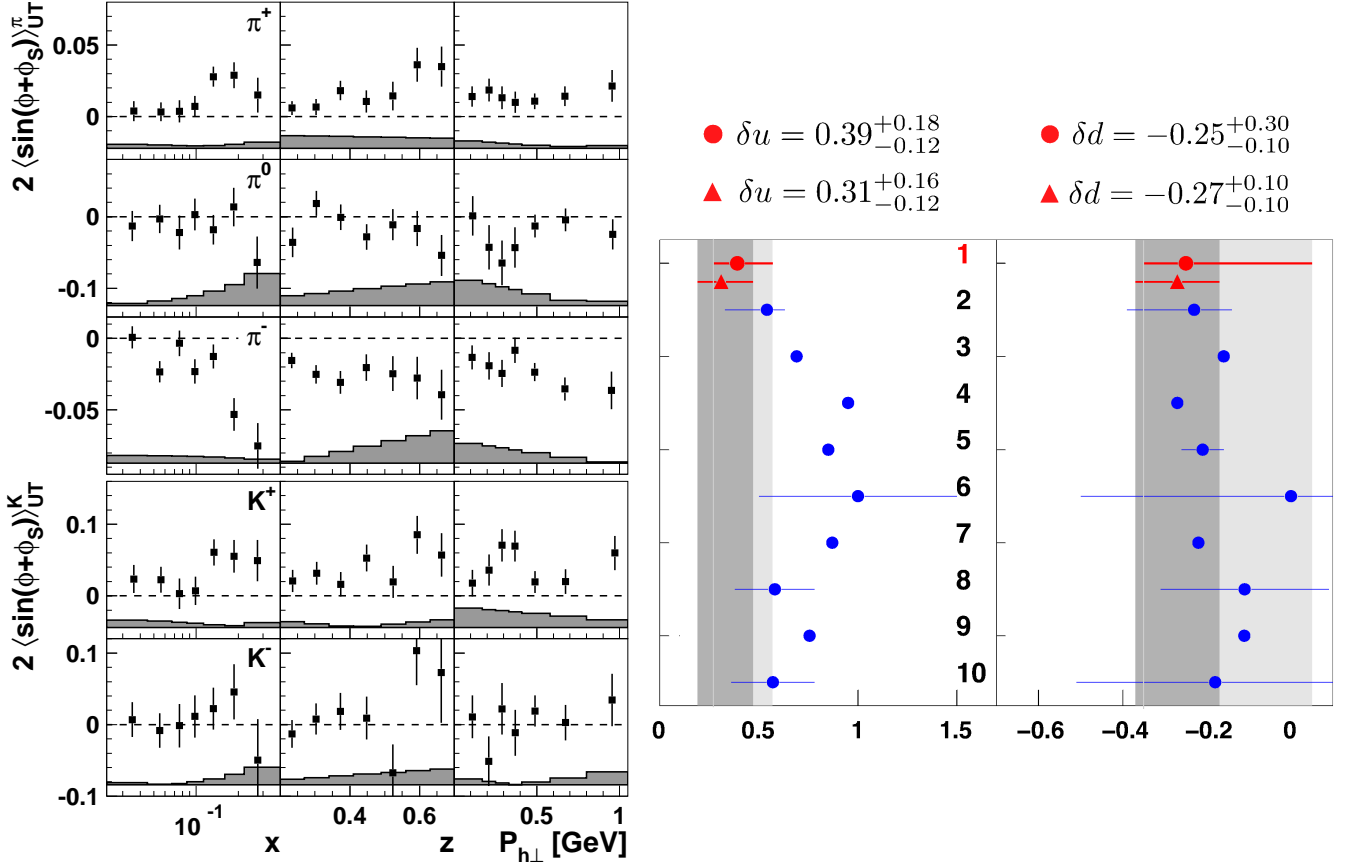 2 ⟨sin(ϕ+ϕ_S)⟩^π_UT
π⁺
0.05
0
π⁰
0
-0.1
π⁻
0
-0.05
2 ⟨sin(ϕ+ϕ_S)⟩^K_UT
K⁺
0.1
0
K⁻
0.1
0
-0.1
10⁻¹
0.4 0.6
0.5 1
x
z
P_h⊥ [GeV]
δu = 0.39^{+0.18}_{-0.12}
δd = −0.25^{+0.30}_{-0.10}
δu = 0.31^{+0.16}_{-0.12}
δd = −0.27^{+0.10}_{-0.10}
1
2
3
4
5
6
7
8
9
10
0 0.5 1 1.5
−0.6 −0.4 −0.2 0